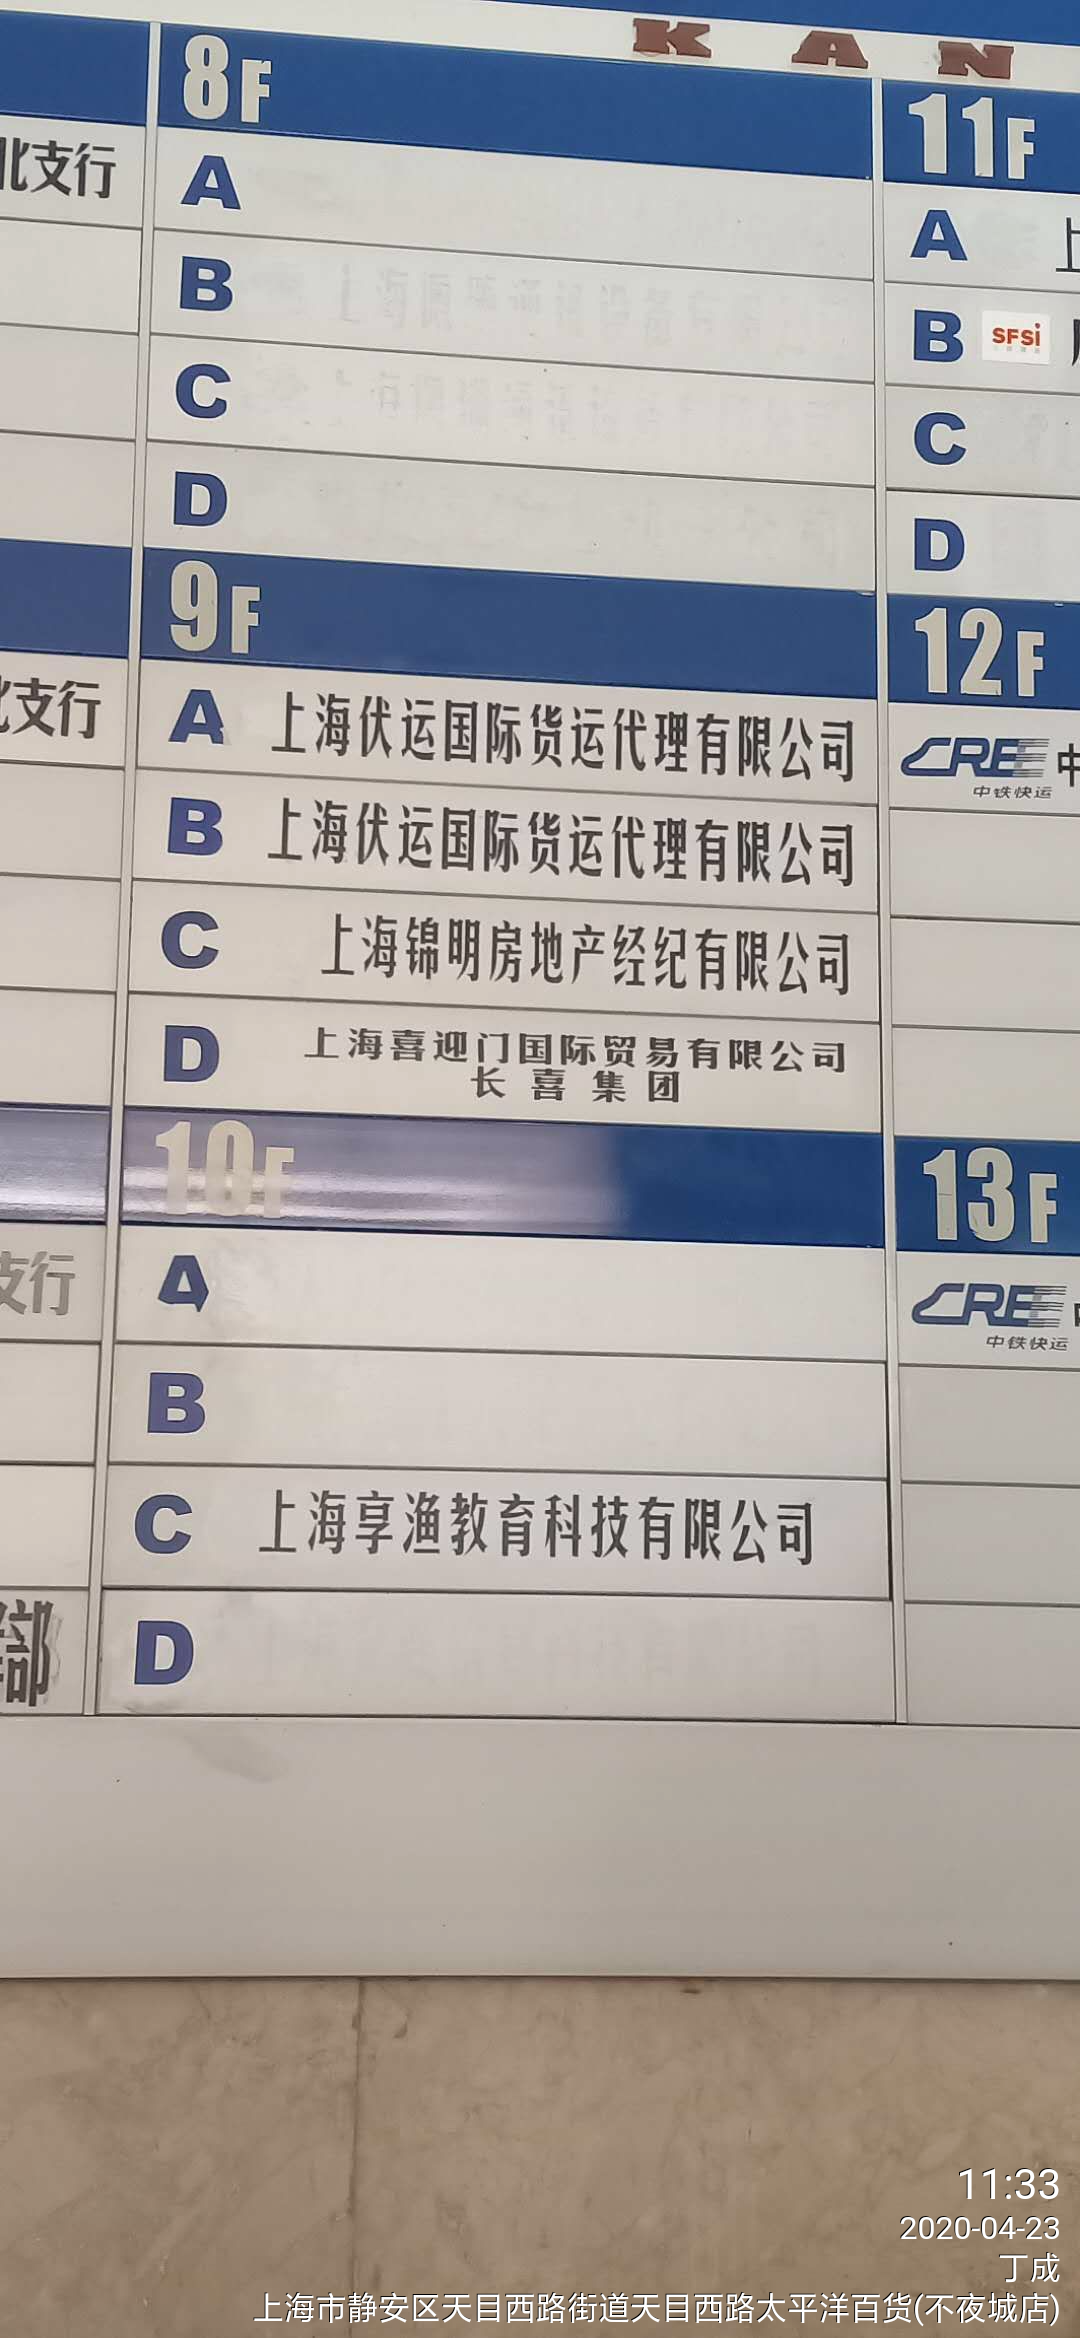 K A N
8F
A
B
C
D
9F
A 上海伏运国际货运代理有限公司
B 上海伏运国际货运代理有限公司
C 上海锦明房地产经纪有限公司
D 上海喜迎门国际贸易有限公司
长喜集团
10F
A
B
C 上海享渔教育科技有限公司
D
北支行
支行
支行
部
11F
A 上
B SFSi
C
D
12F
CRE 中
中铁快运
13F
CRE
中铁快运
11:33
2020-04-23
丁成
上海市静安区天目西路街道天目西路太平洋百货(不夜城店)